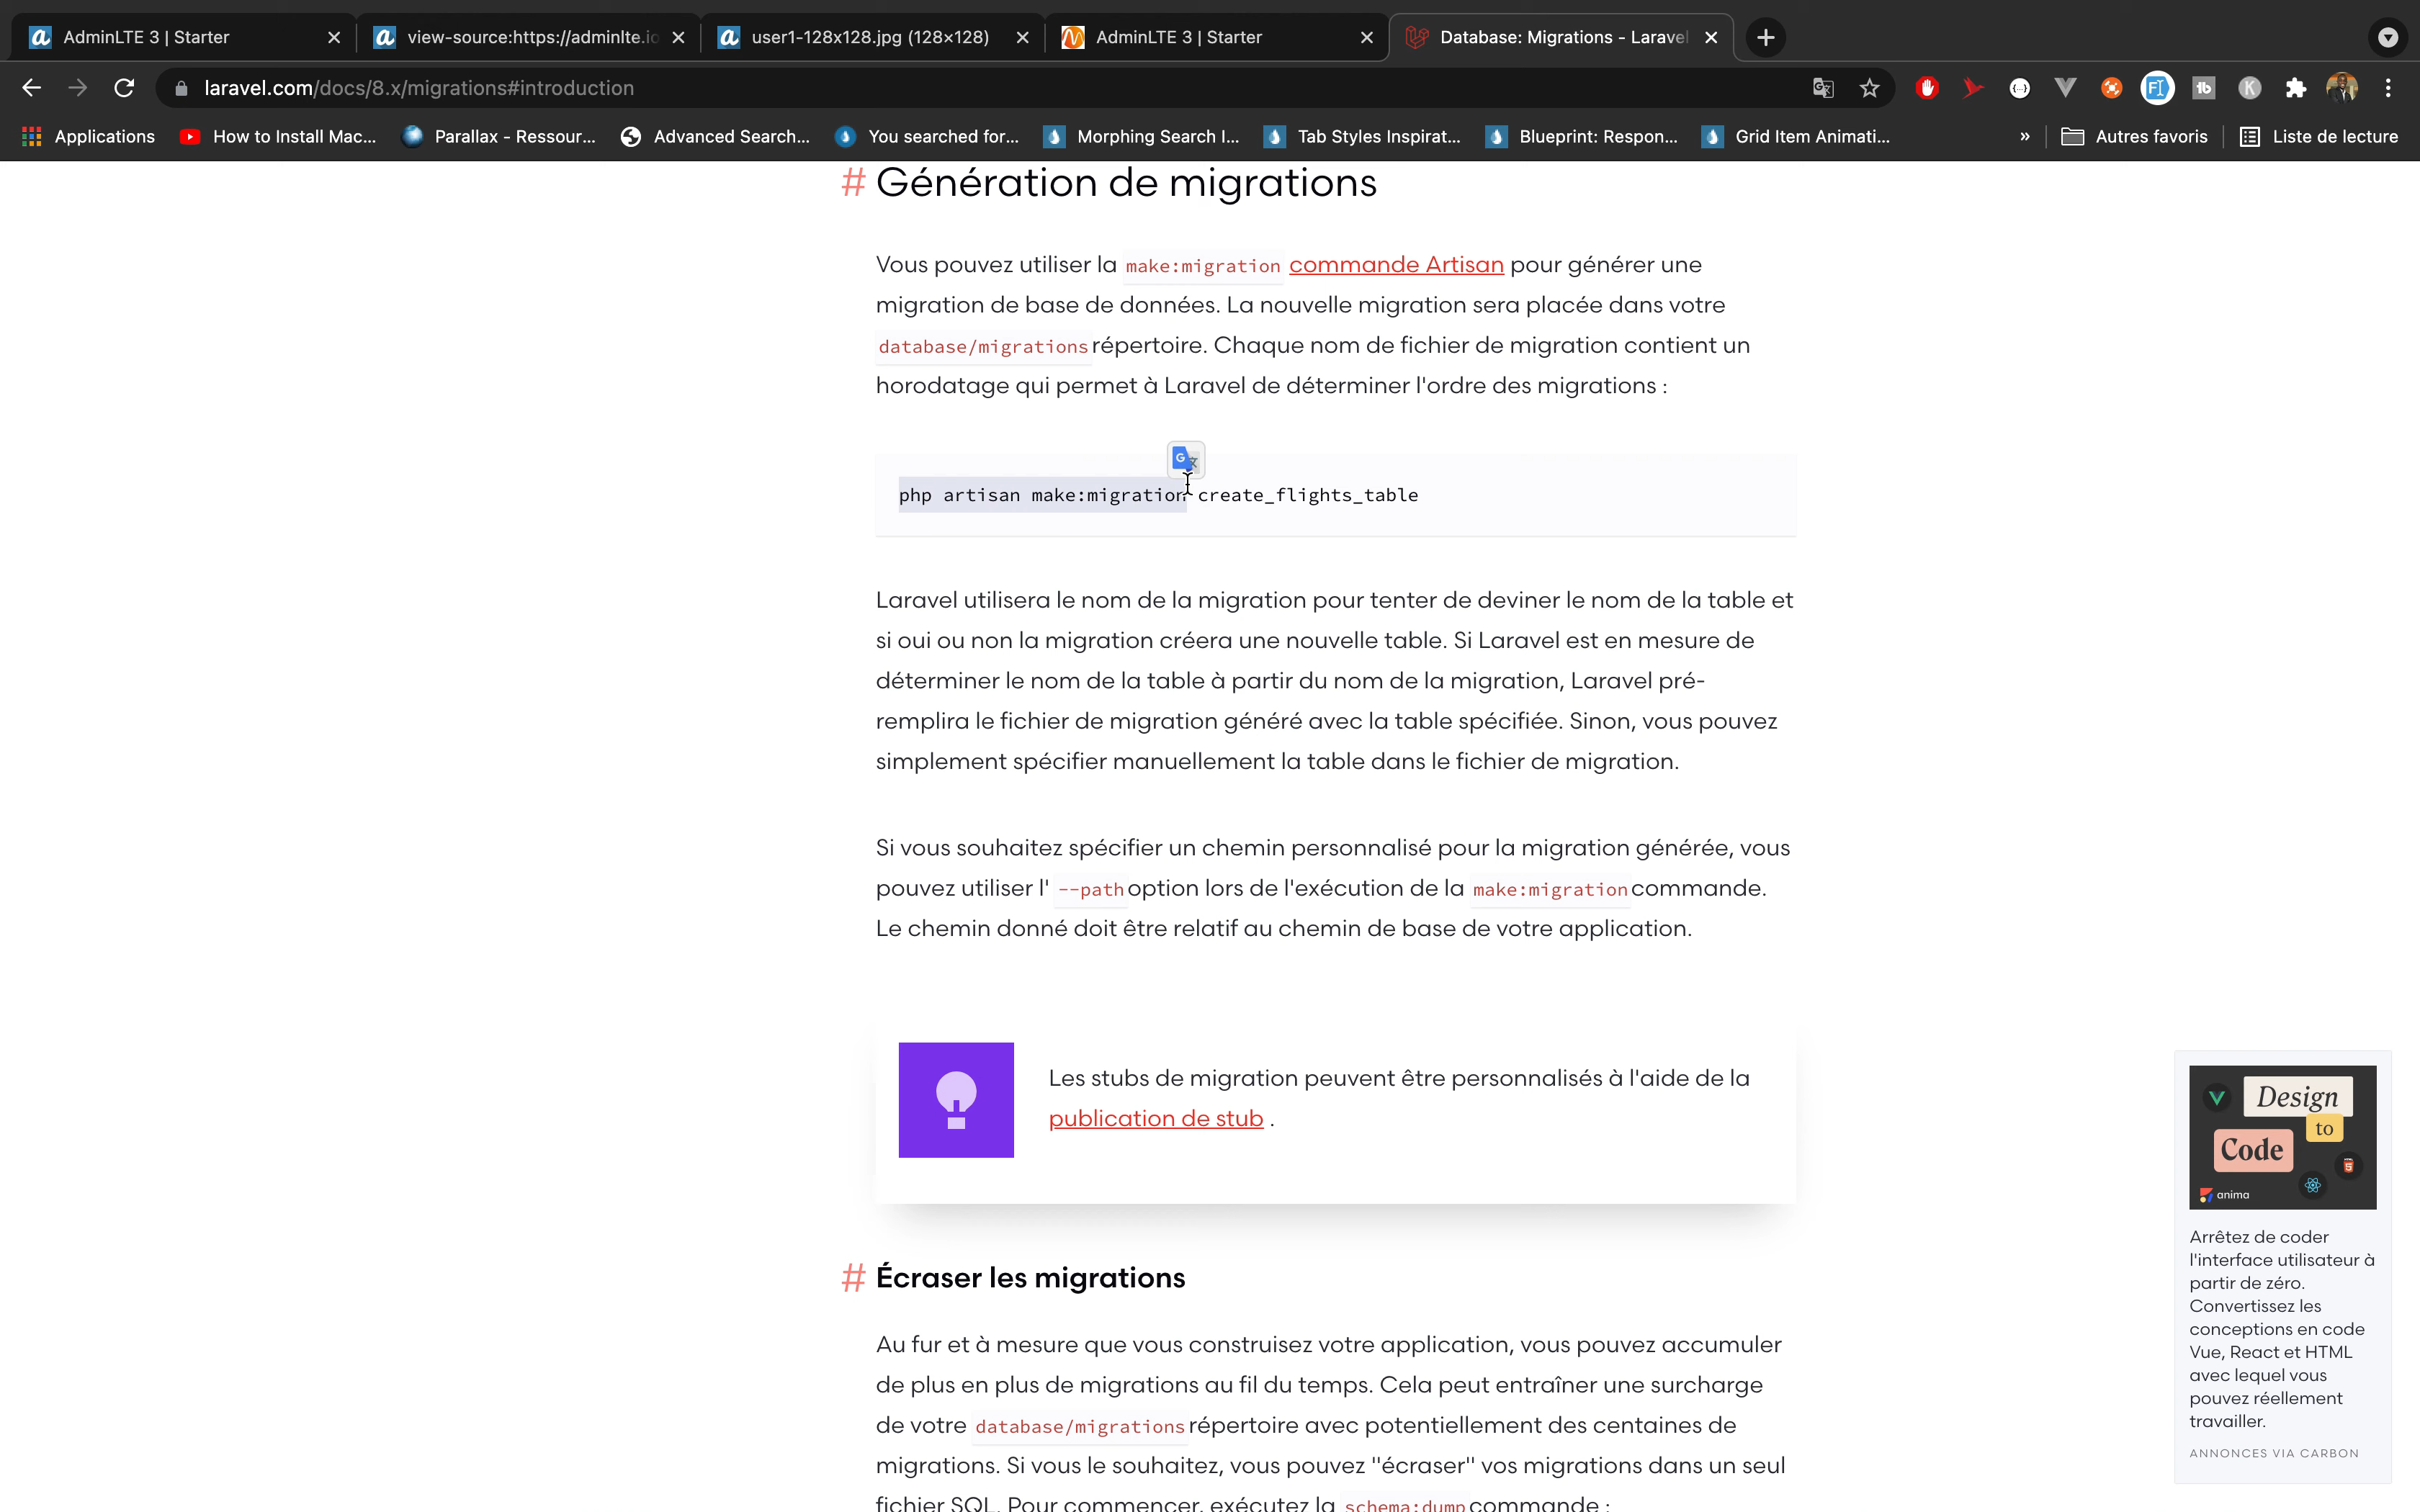 AdminLTE 3 | Starter
view-source:https://adminlte.io
user1-128x128.jpg (128×128)
AdminLTE 3 | Starter
Database: Migrations - Laravel
laravel.com/docs/8.x/migrations#introduction
Applications
How to Install Mac...
Parallax - Ressour...
Advanced Search...
You searched for...
Morphing Search I...
Tab Styles Inspirat...
Blueprint: Respon...
Grid Item Animati...
»
Autres favoris
Liste de lecture
# Génération de migrations
Vous pouvez utiliser la make:migration commande Artisan pour générer une
migration de base de données. La nouvelle migration sera placée dans votre
database/migrations répertoire. Chaque nom de fichier de migration contient un
horodatage qui permet à Laravel de déterminer l'ordre des migrations :
php artisan make:migration create_flights_table
Laravel utilisera le nom de la migration pour tenter de deviner le nom de la table et
si oui ou non la migration créera une nouvelle table. Si Laravel est en mesure de
déterminer le nom de la table à partir du nom de la migration, Laravel pré-
remplira le fichier de migration généré avec la table spécifiée. Sinon, vous pouvez
simplement spécifier manuellement la table dans le fichier de migration.
Si vous souhaitez spécifier un chemin personnalisé pour la migration générée, vous
pouvez utiliser l' --path option lors de l'exécution de la make:migration commande.
Le chemin donné doit être relatif au chemin de base de votre application.
Les stubs de migration peuvent être personnalisés à l'aide de la
publication de stub .
# Écraser les migrations
Au fur et à mesure que vous construisez votre application, vous pouvez accumuler
de plus en plus de migrations au fil du temps. Cela peut entraîner une surcharge
de votre database/migrations répertoire avec potentiellement des centaines de
migrations. Si vous le souhaitez, vous pouvez "écraser" vos migrations dans un seul
fichier SQL. Pour commencer, exécutez la schema:dump commande :
Design
to
Code
anima
Arrêtez de coder
l'interface utilisateur à
partir de zéro.
Convertissez les
conceptions en code
Vue, React et HTML
avec lequel vous
pouvez réellement
travailler.
ANNONCES VIA CARBON